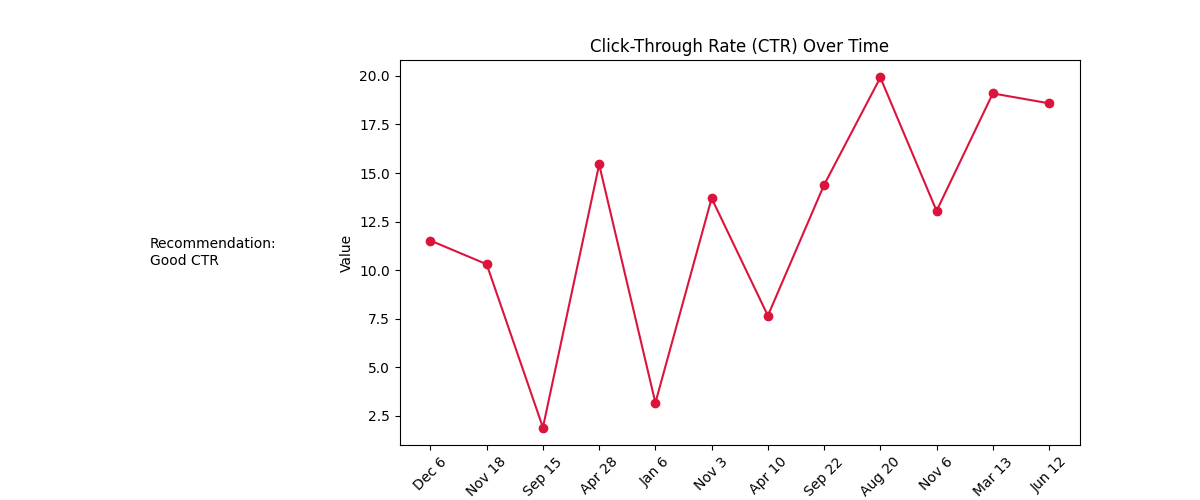 Click-Through Rate (CTR) Over Time
Recommendation:
Good CTR
Value
20.0
17.5
15.0
12.5
10.0
7.5
5.0
2.5
Dec 6
Nov 18
Sep 15
Apr 28
Jan 6
Nov 3
Apr 10
Sep 22
Aug 20
Nov 6
Mar 13
Jun 12